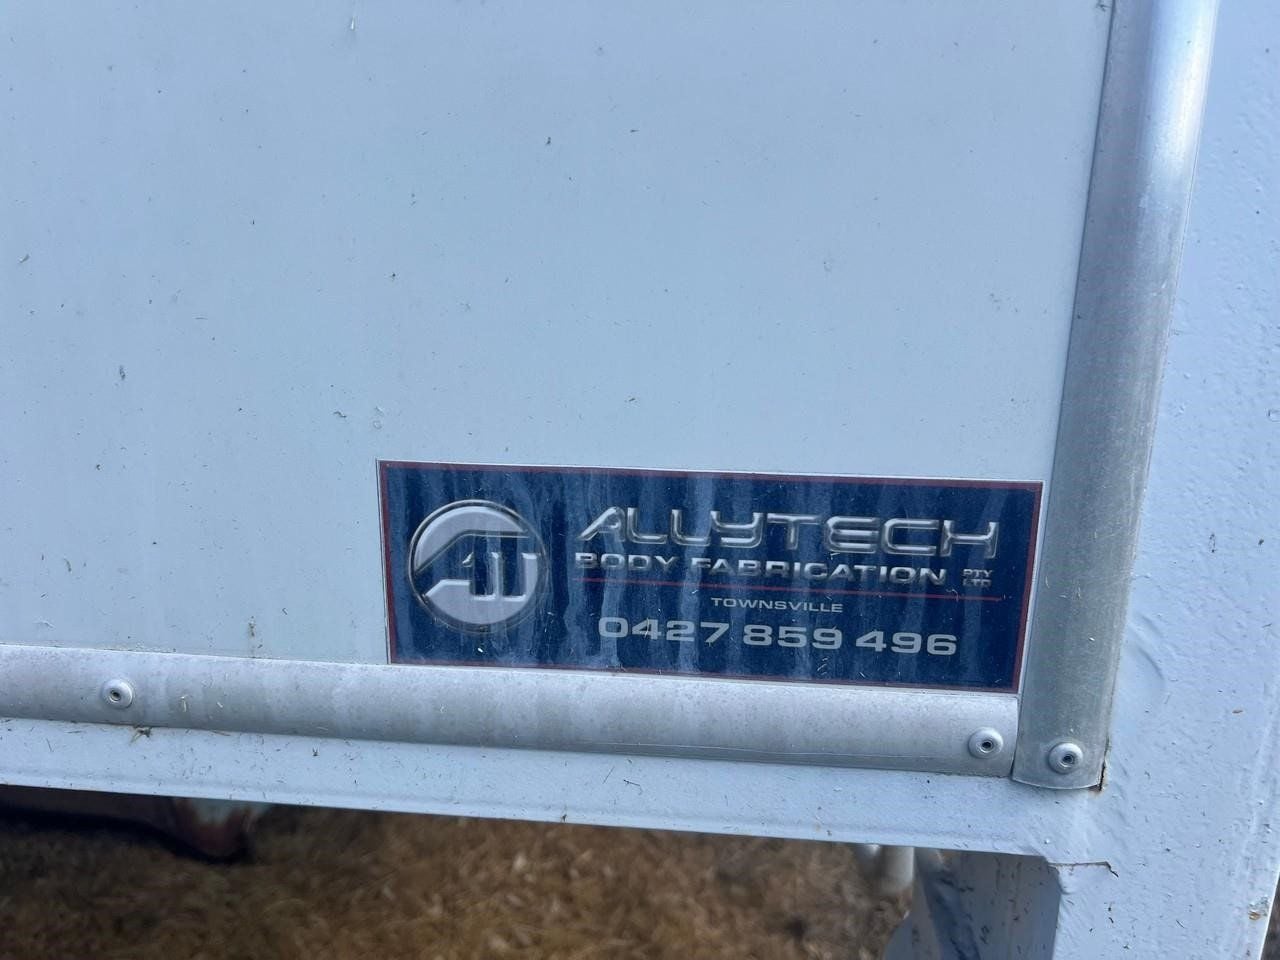 ALLYTECH
BODY FABRICATION PTY LTD
TOWNSVILLE
0427 859 496